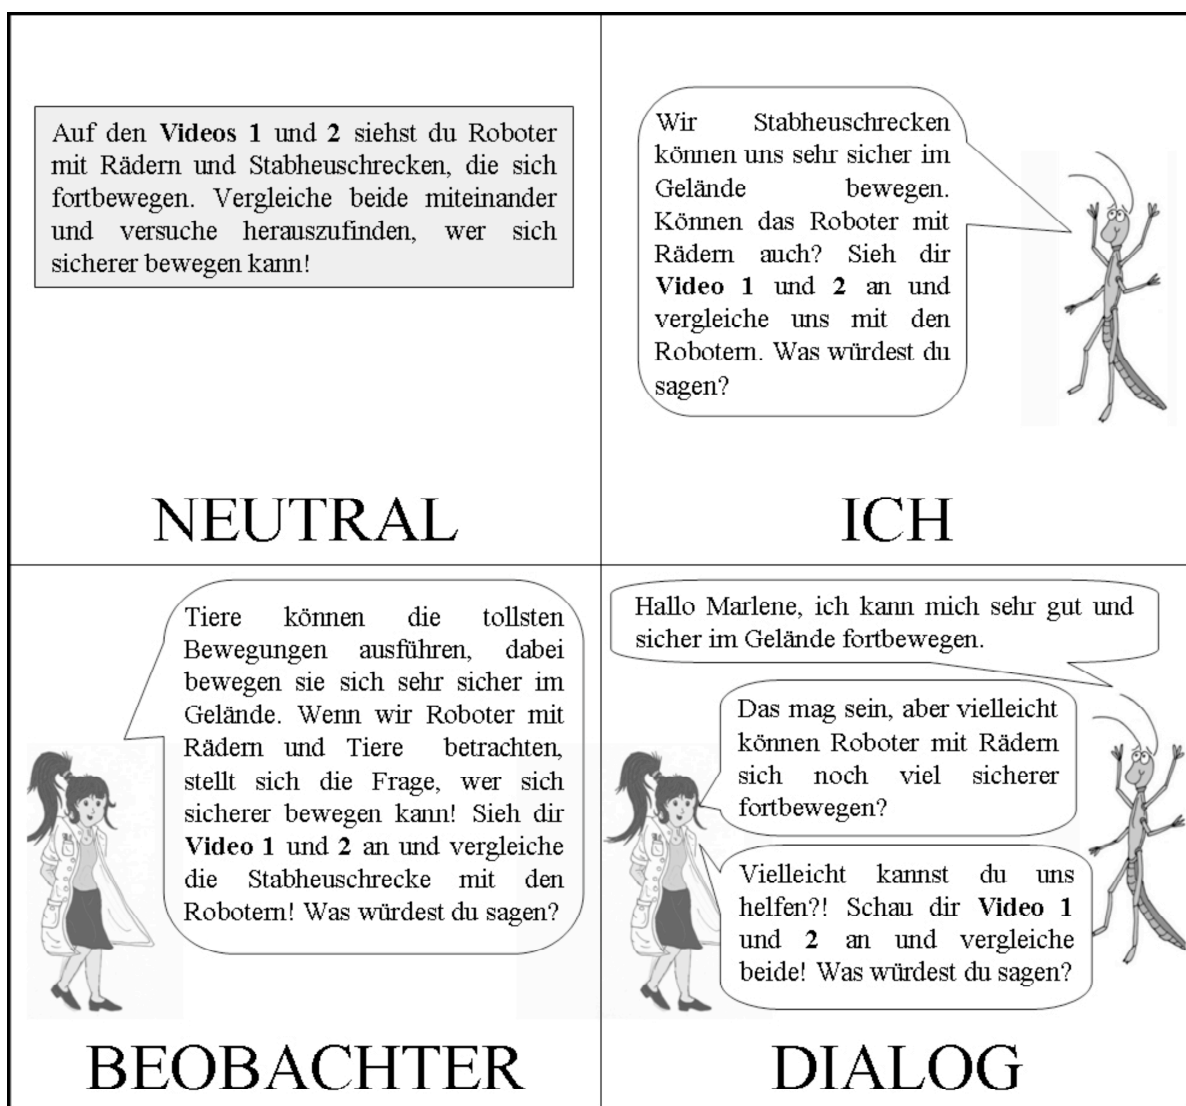 Auf den Videos 1 und 2 siehst du Roboter
mit Rädern und Stabheuschrecken, die sich
fortbewegen. Vergleiche beide miteinander
und versuche herauszufinden, wer sich
sicherer bewegen kann!
NEUTRAL
Wir Stabheuschrecken
können uns sehr sicher im
Gelände bewegen.
Können das Roboter mit
Rädern auch? Sieh dir
Video 1 und 2 an und
vergleiche uns mit den
Robotern. Was würdest du
sagen?
ICH
Tiere können die tollsten
Bewegungen ausführen, dabei
bewegen sie sich sehr sicher im
Gelände. Wenn wir Roboter mit
Rädern und Tiere betrachten,
stellt sich die Frage, wer sich
sicherer bewegen kann! Sieh dir
Video 1 und 2 an und vergleiche
die Stabheuschrecke mit den
Robotern! Was würdest du sagen?
BEOBACHTER
Hallo Marlene, ich kann mich sehr gut und
sicher im Gelände fortbewegen.
Das mag sein, aber vielleicht
können Roboter mit Rädern
sich noch viel sicherer
fortbewegen?
Vielleicht kannst du uns
helfen?! Schau dir Video 1
und 2 an und vergleiche
beide! Was würdest du sagen?
DIALOG